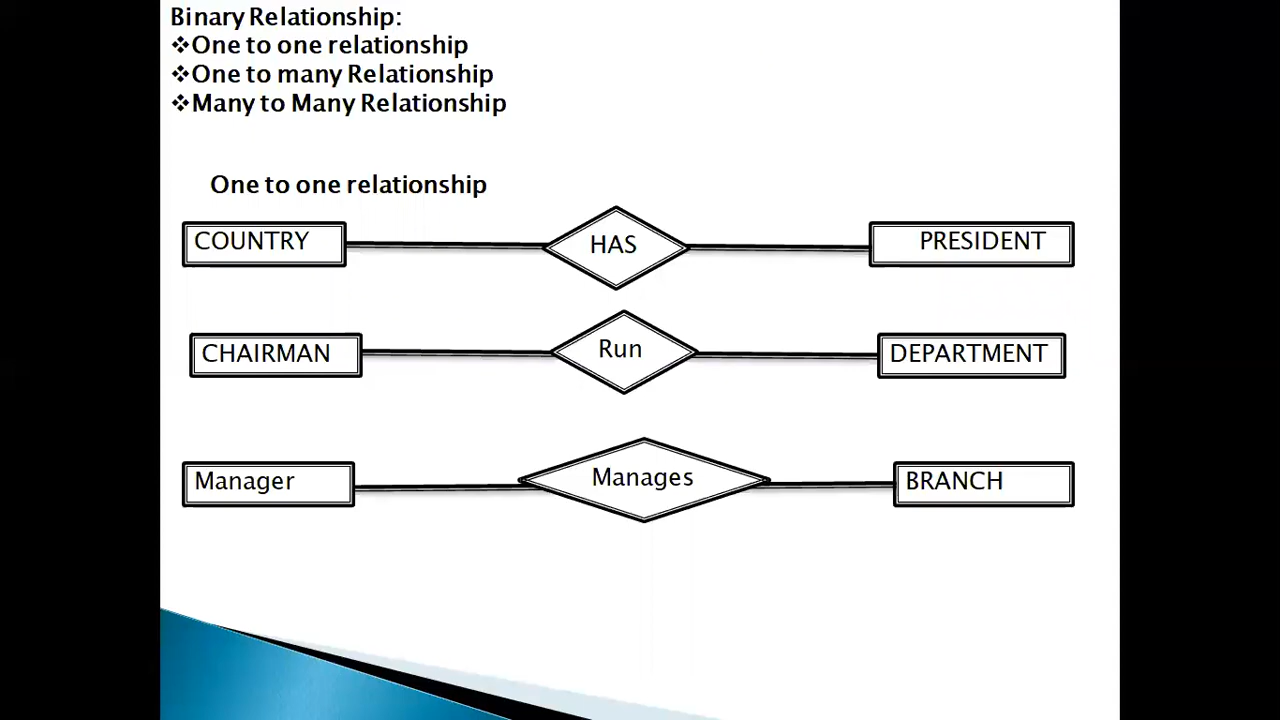 Binary Relationship:
❖One to one relationship
❖One to many Relationship
❖Many to Many Relationship
One to one relationship
COUNTRY HAS PRESIDENT
CHAIRMAN Run DEPARTMENT
Manager Manages BRANCH